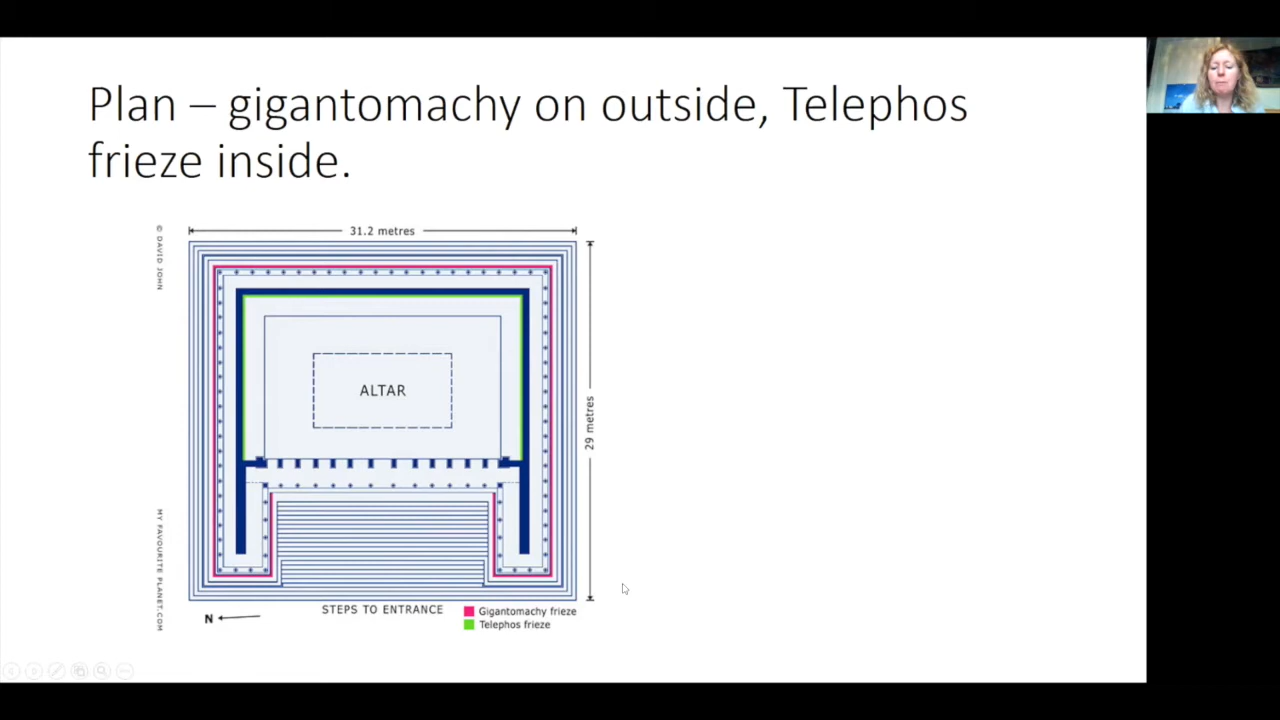 Plan – gigantomachy on outside, Telephos
frieze inside.
© DAVID JOHN
31.2 metres
ALTAR
29 metres
MY FAVOURITE PLANET.COM
N
STEPS TO ENTRANCE
Gigantomachy frieze
Telephos frieze